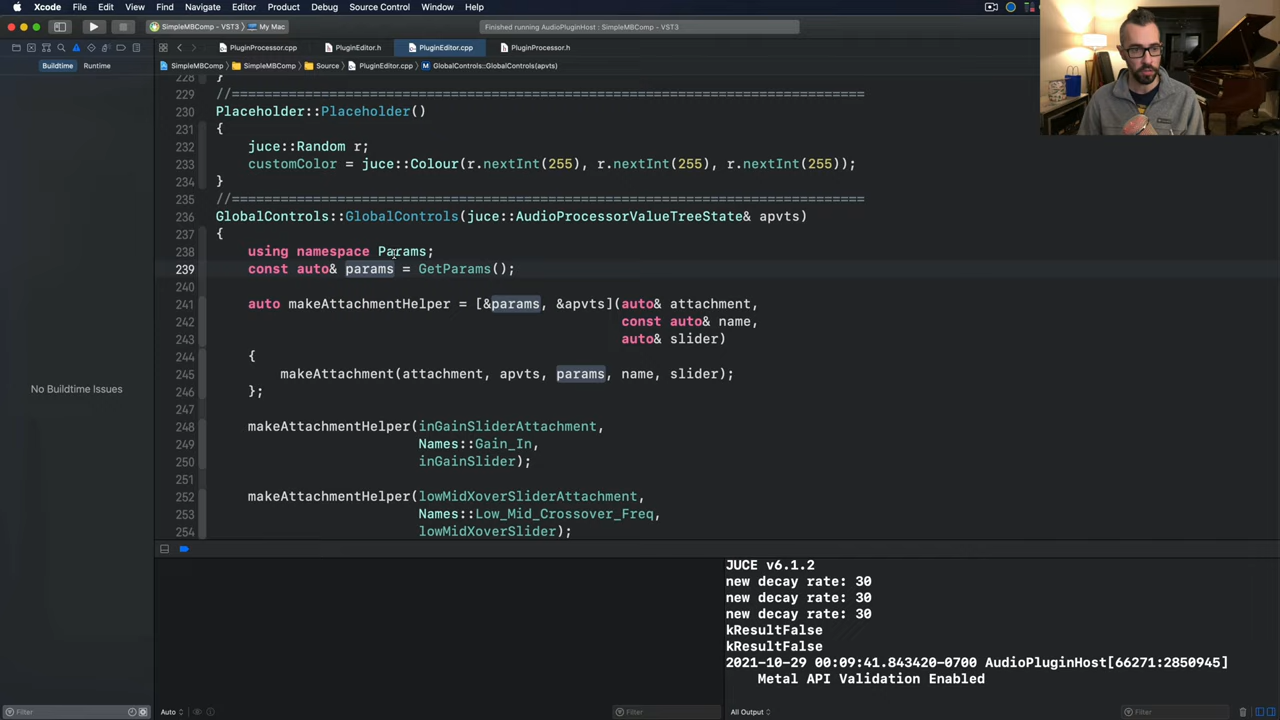 Xcode File Edit View Find Navigate Editor Product Debug Source Control Window Help
SimpleMBComp - VST3 My Mac Finished running AudioPluginHost : SimpleMBComp - VST3
PluginProcessor.cpp PluginEditor.h PluginEditor.cpp PluginProcessor.h
Buildtime Runtime SimpleMBComp SimpleMBComp Source PluginEditor.cpp GlobalControls::GlobalControls(apvts)
228 }
229 //==============================================================================
230 Placeholder::Placeholder()
231 {
232 juce::Random r;
233 customColor = juce::Colour(r.nextInt(255), r.nextInt(255), r.nextInt(255));
234 }
235 //==============================================================================
236 GlobalControls::GlobalControls(juce::AudioProcessorValueTreeState& apvts)
237 {
238 using namespace Params;
239 const auto& params = GetParams();
240
241 auto makeAttachmentHelper = [&params, &apvts](auto& attachment,
242 const auto& name,
243 auto& slider)
244 {
245 makeAttachment(attachment, apvts, params, name, slider);
246 };
247
248 makeAttachmentHelper(inGainSliderAttachment,
249 Names::Gain_In,
250 inGainSlider);
251
252 makeAttachmentHelper(lowMidXoverSliderAttachment,
253 Names::Low_Mid_Crossover_Freq,
254 lowMidXoverSlider);
No Buildtime Issues
JUCE v6.1.2
new decay rate: 30
new decay rate: 30
new decay rate: 30
kResultFalse
kResultFalse
2021-10-29 00:09:41.843420-0700 AudioPluginHost[66271:2850945]
Metal API Validation Enabled
Filter Auto Filter All Output Filter